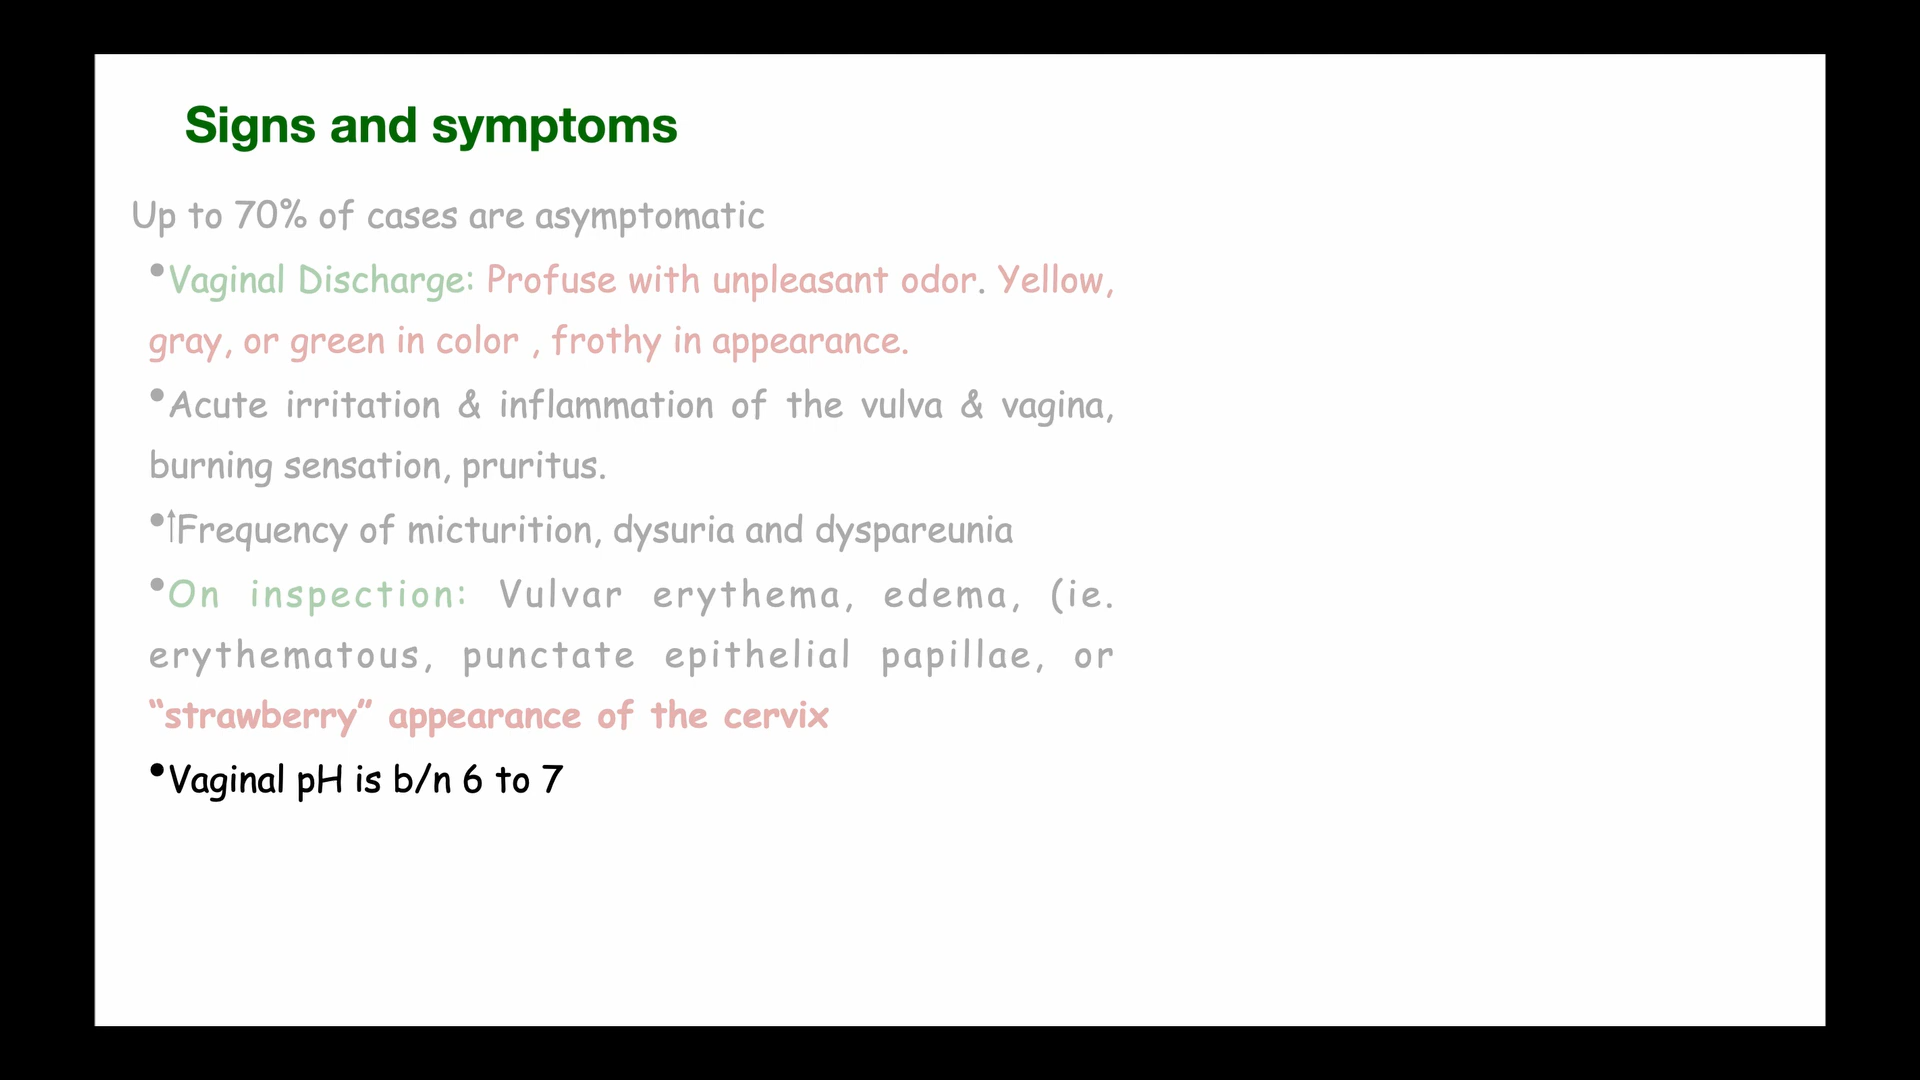 Signs and symptoms
Up to 70% of cases are asymptomatic
•Vaginal Discharge: Profuse with unpleasant odor. Yellow,
gray, or green in color , frothy in appearance.
•Acute irritation & inflammation of the vulva & vagina,
burning sensation, pruritus.
•↑Frequency of micturition, dysuria and dyspareunia
•On inspection: Vulvar erythema, edema, (ie.
erythematous, punctate epithelial papillae, or
“strawberry” appearance of the cervix
•Vaginal pH is b/n 6 to 7